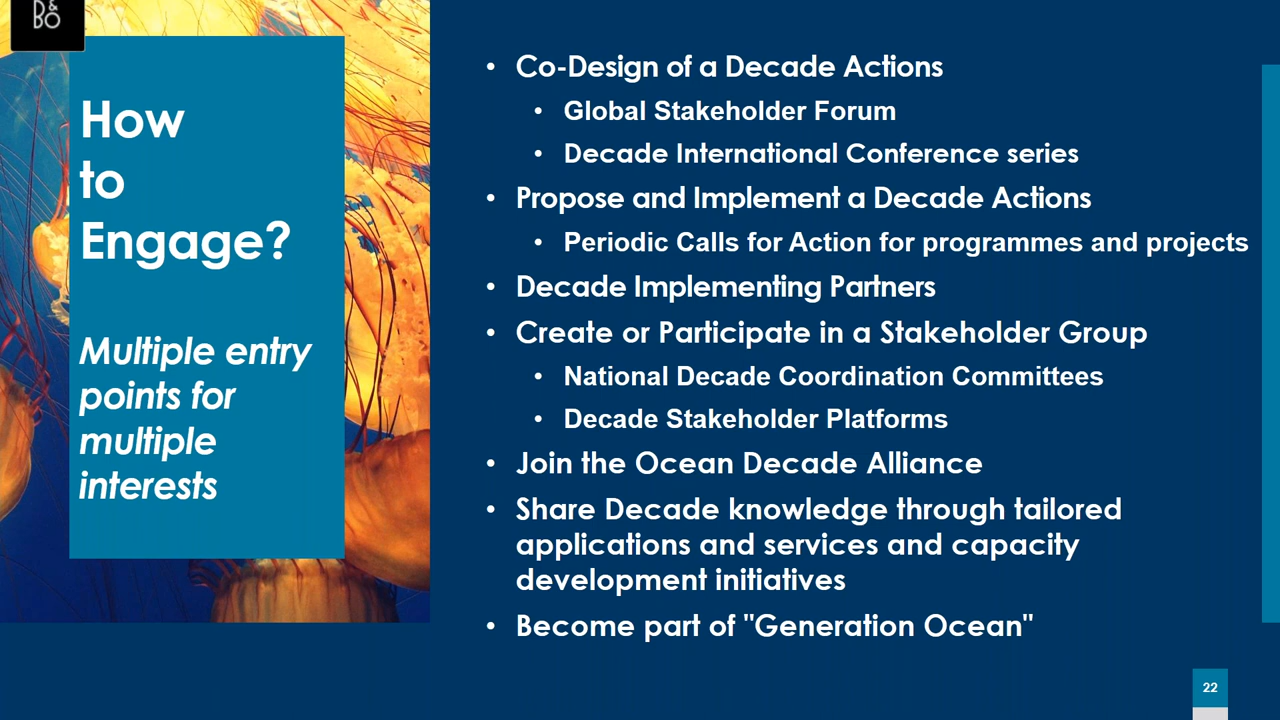 D&
BO
How
to
Engage?
Multiple entry
points for
multiple
interests
• Co-Design of a Decade Actions
• Global Stakeholder Forum
• Decade International Conference series
• Propose and Implement a Decade Actions
• Periodic Calls for Action for programmes and projects
• Decade Implementing Partners
• Create or Participate in a Stakeholder Group
• National Decade Coordination Committees
• Decade Stakeholder Platforms
• Join the Ocean Decade Alliance
• Share Decade knowledge through tailored
applications and services and capacity
development initiatives
• Become part of "Generation Ocean"
22